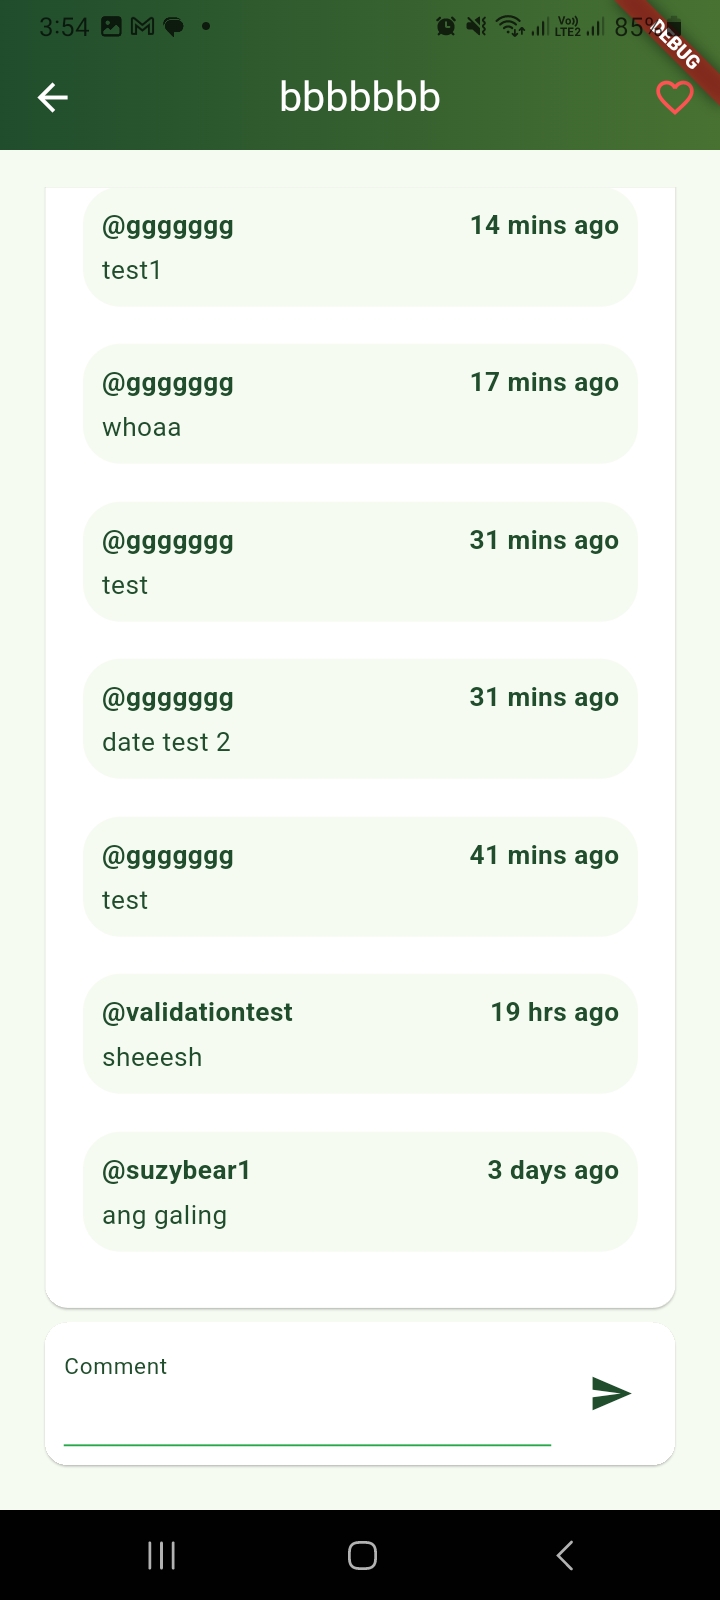 3:54 Vo)) LTE2 85%
DEBUG
bbbbbbb
@ggggggg 14 mins ago
test1
@ggggggg 17 mins ago
whoaa
@ggggggg 31 mins ago
test
@ggggggg 31 mins ago
date test 2
@ggggggg 41 mins ago
test
@validationtest 19 hrs ago
sheeesh
@suzybear1 3 days ago
ang galing
Comment